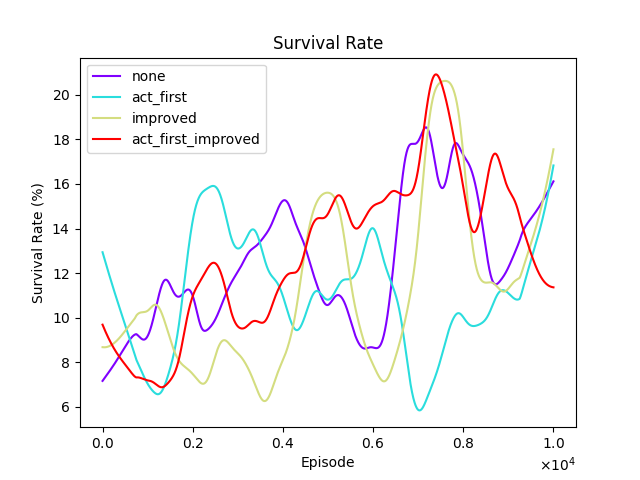 Survival Rate
none
act_first
improved
act_first_improved
Survival Rate (%)
20
18
16
14
12
10
8
6
0.0 0.2 0.4 0.6 0.8 1.0
Episode
×10⁴